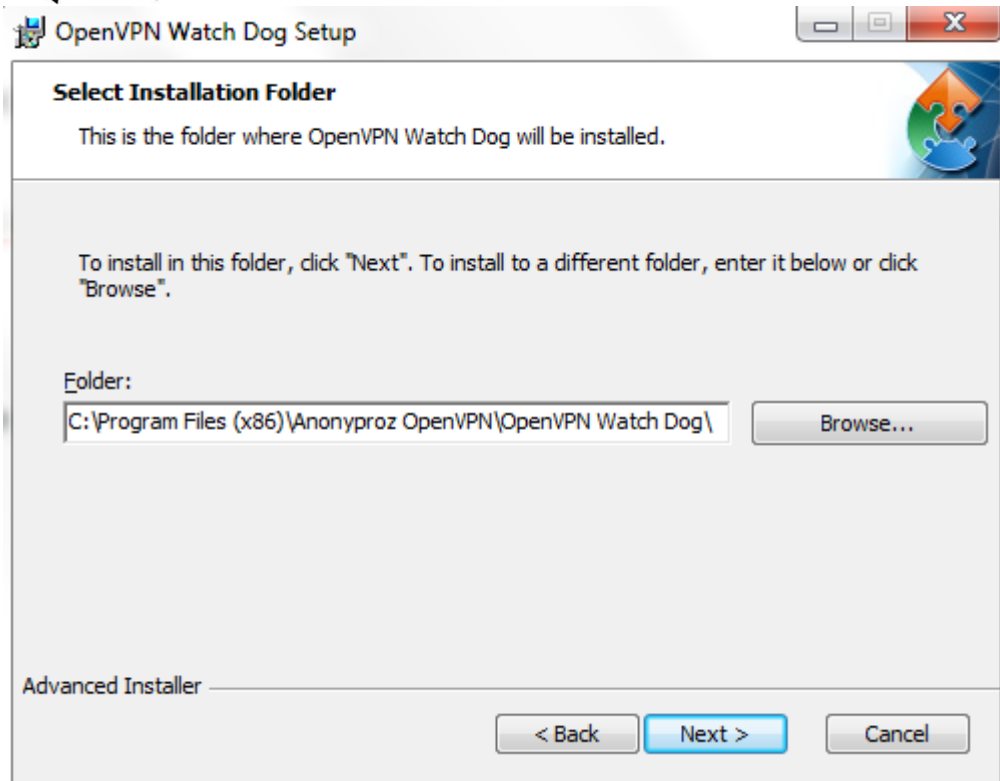 OpenVPN Watch Dog Setup
Select Installation Folder
This is the folder where OpenVPN Watch Dog will be installed.
To install in this folder, click "Next". To install to a different folder, enter it below or click
"Browse".
Folder:
C:\Program Files (x86)\Anonyproz OpenVPN\OpenVPN Watch Dog\
Browse...
Advanced Installer
< Back
Next >
Cancel